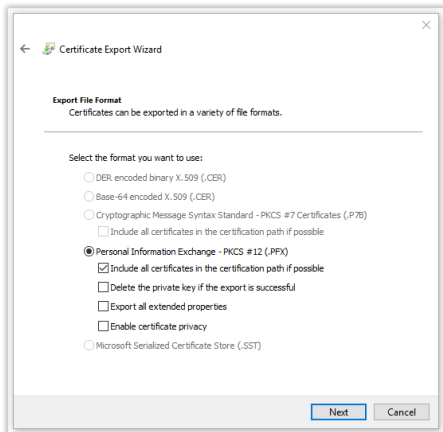 Certificate Export Wizard
Export File Format
Certificates can be exported in a variety of file formats.
Select the format you want to use:
DER encoded binary X.509 (.CER)
Base-64 encoded X.509 (.CER)
Cryptographic Message Syntax Standard - PKCS #7 Certificates (.P7B)
Include all certificates in the certification path if possible
Personal Information Exchange - PKCS #12 (.PFX)
Include all certificates in the certification path if possible
Delete the private key if the export is successful
Export all extended properties
Enable certificate privacy
Microsoft Serialized Certificate Store (.SST)
Next Cancel